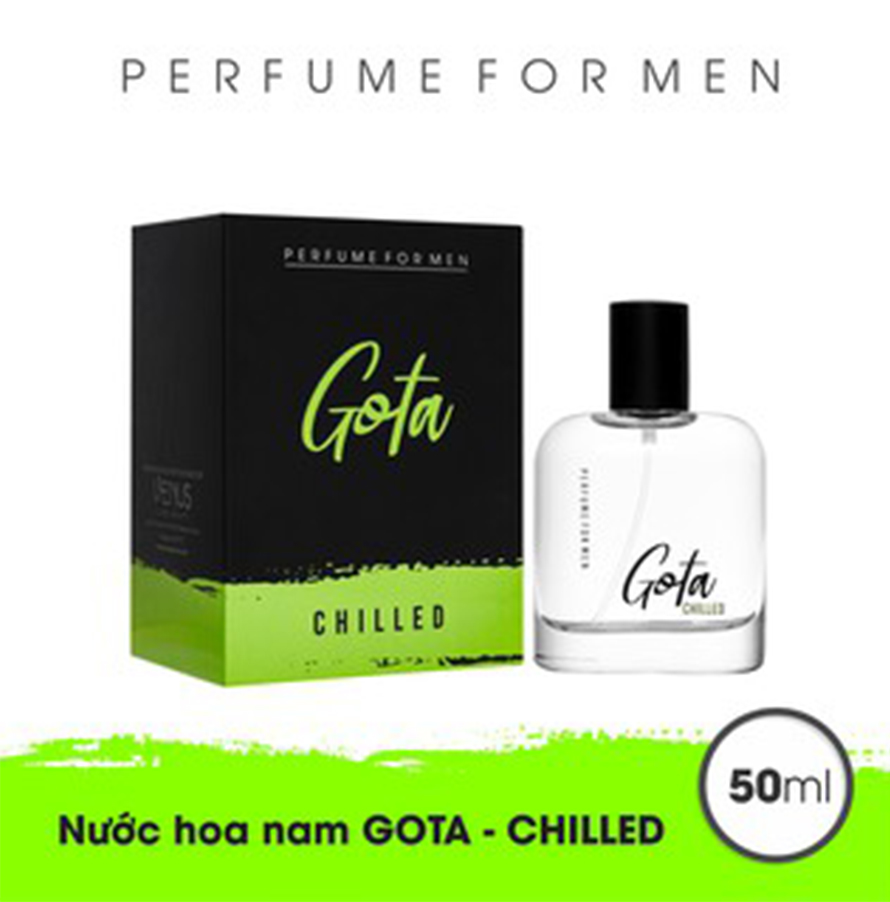 PERFUME FOR MEN
PERFUME FOR MEN
Gota
VENUS
CHILLED
PERFUME FOR MEN
Gota
CHILLED
50ml
Nước hoa nam GOTA - CHILLED